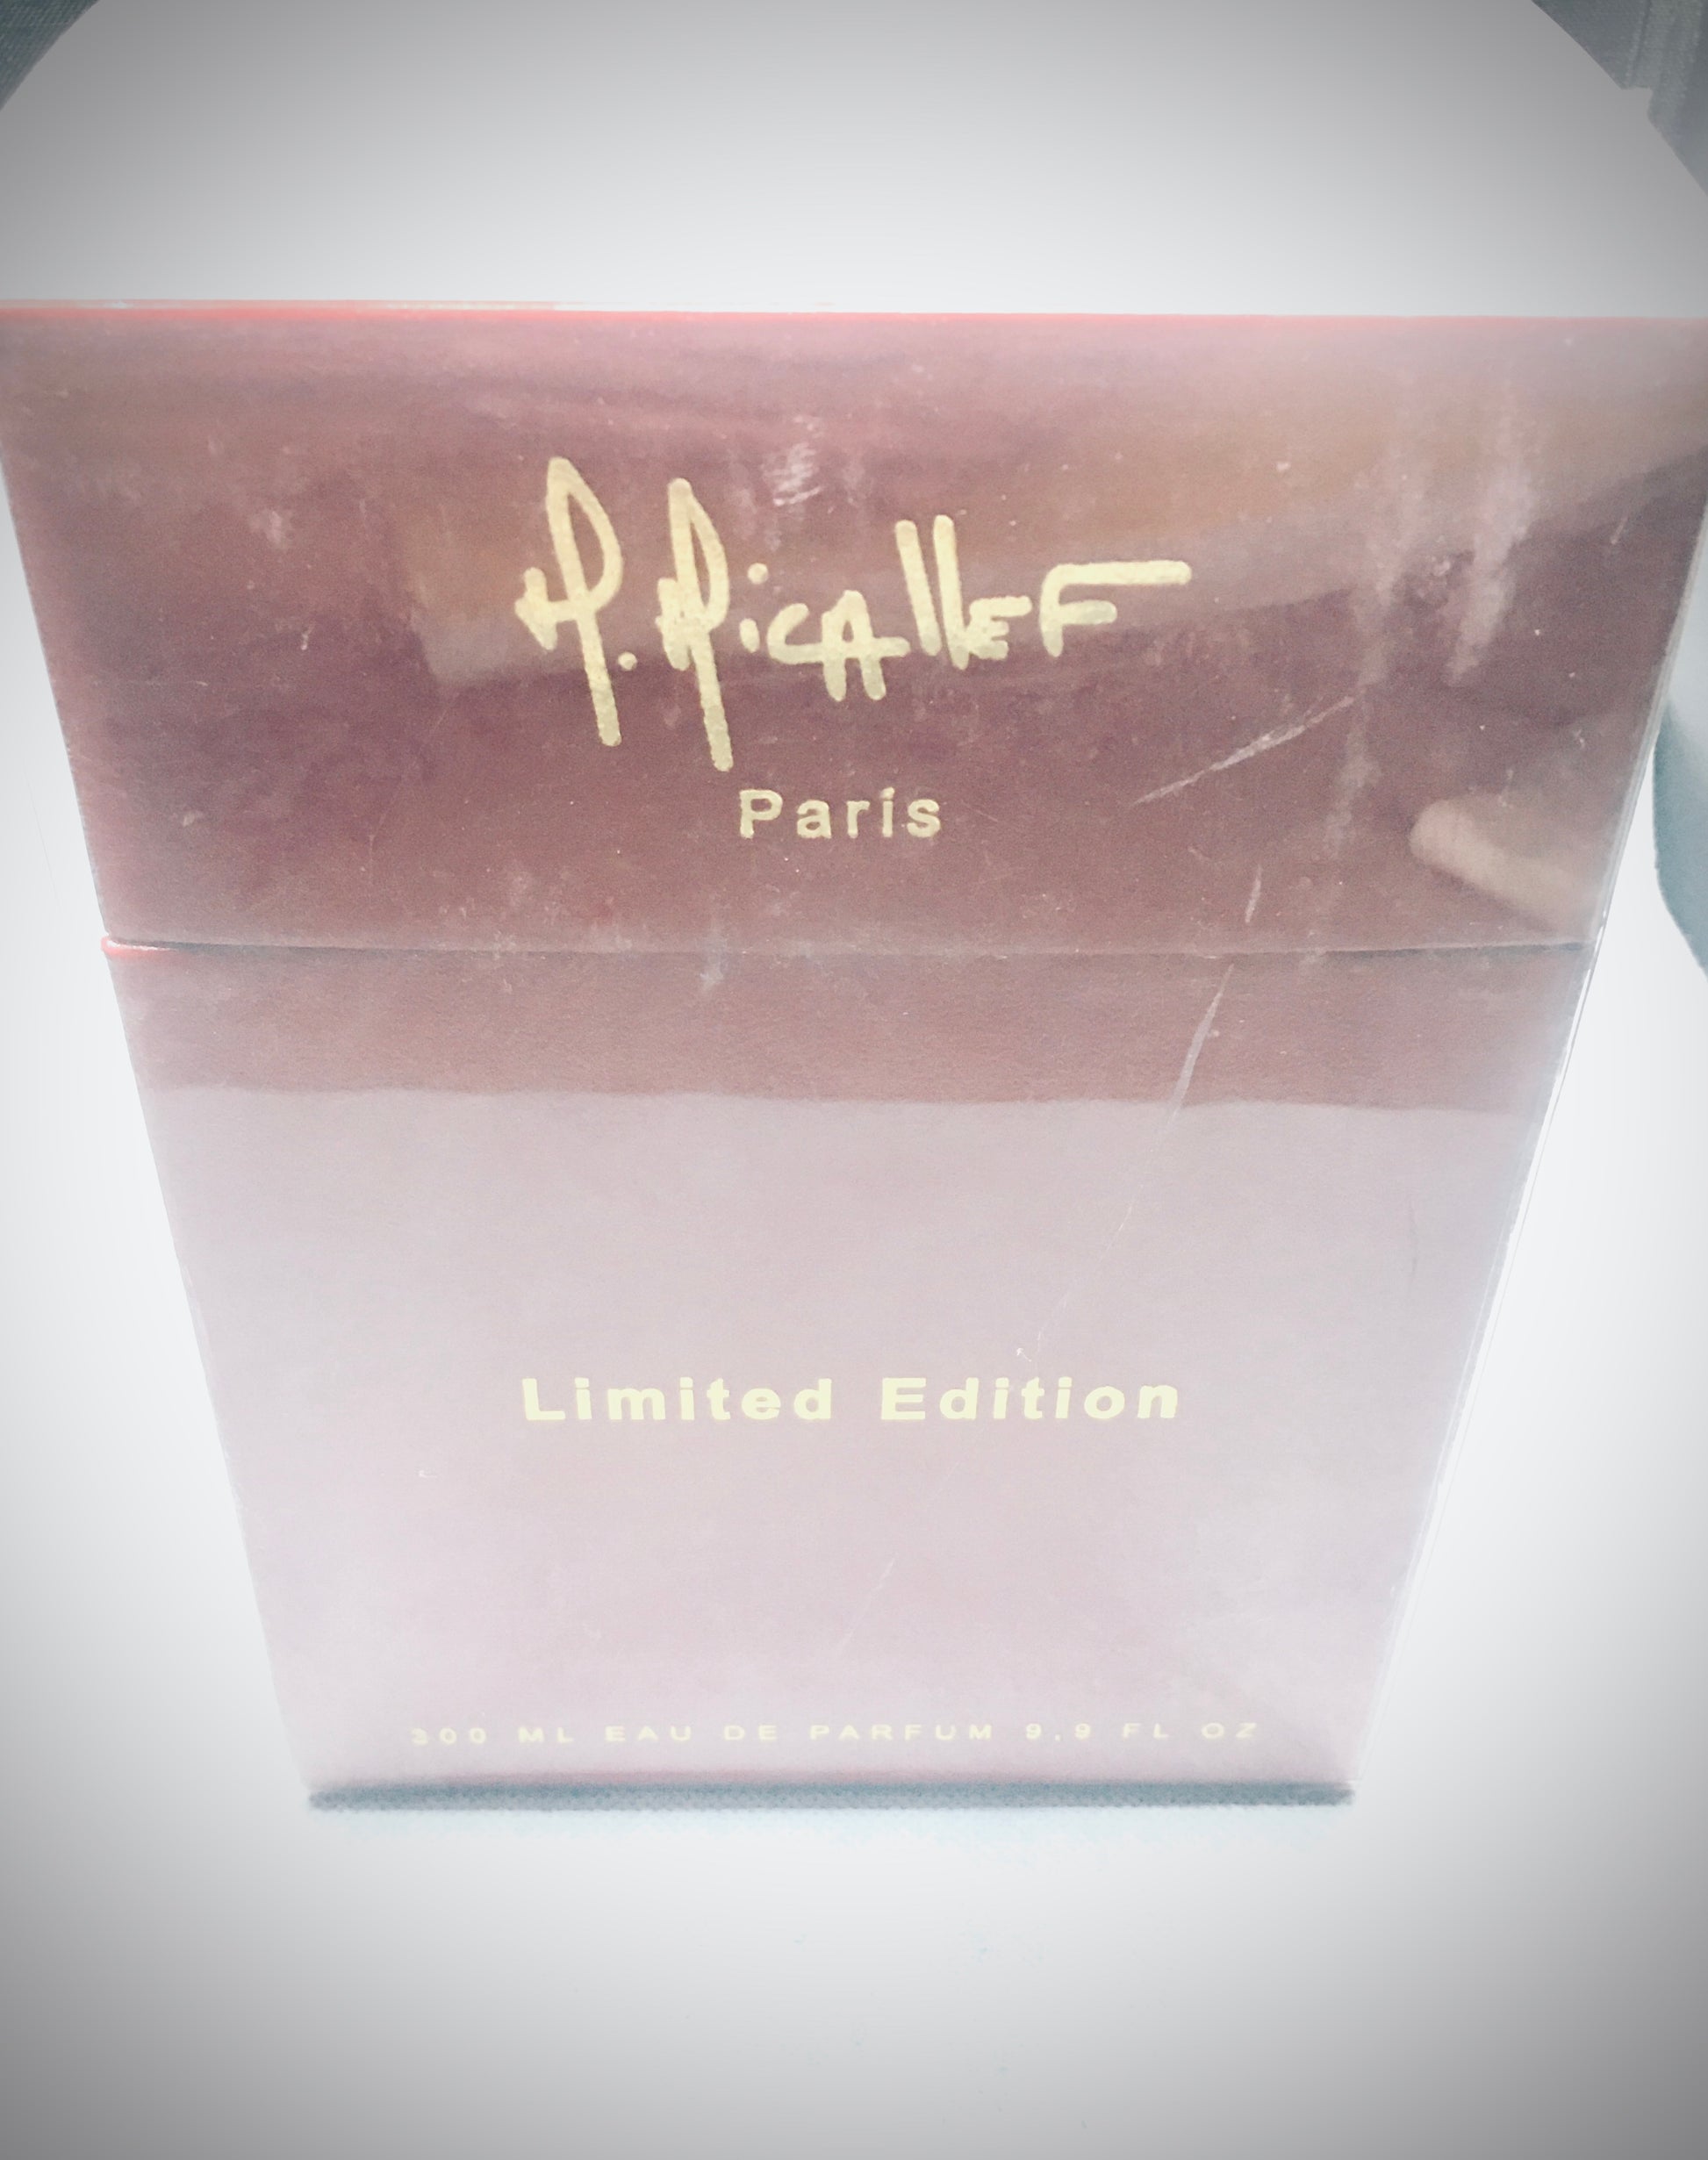 M. MicAllEF
Paris
Limited Edition
300 ML EAU DE PARFUM 9,9 FL OZ